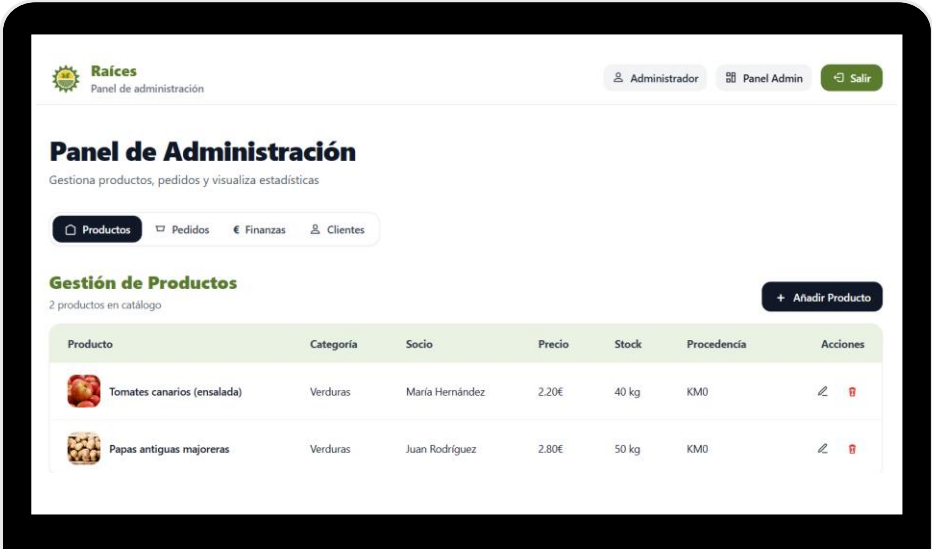 Raíces
Panel de administración
Administrador Panel Admin Salir
Panel de Administración
Gestiona productos, pedidos y visualiza estadísticas
Productos Pedidos € Finanzas Clientes
Gestión de Productos
2 productos en catálogo
+ Añadir Producto
Producto Categoría Socio Precio Stock Procedencia Acciones
Tomates canarios (ensalada) Verduras María Hernández 2.20€ 40 kg KM0
Papas antiguas majoreras Verduras Juan Rodríguez 2.80€ 50 kg KM0